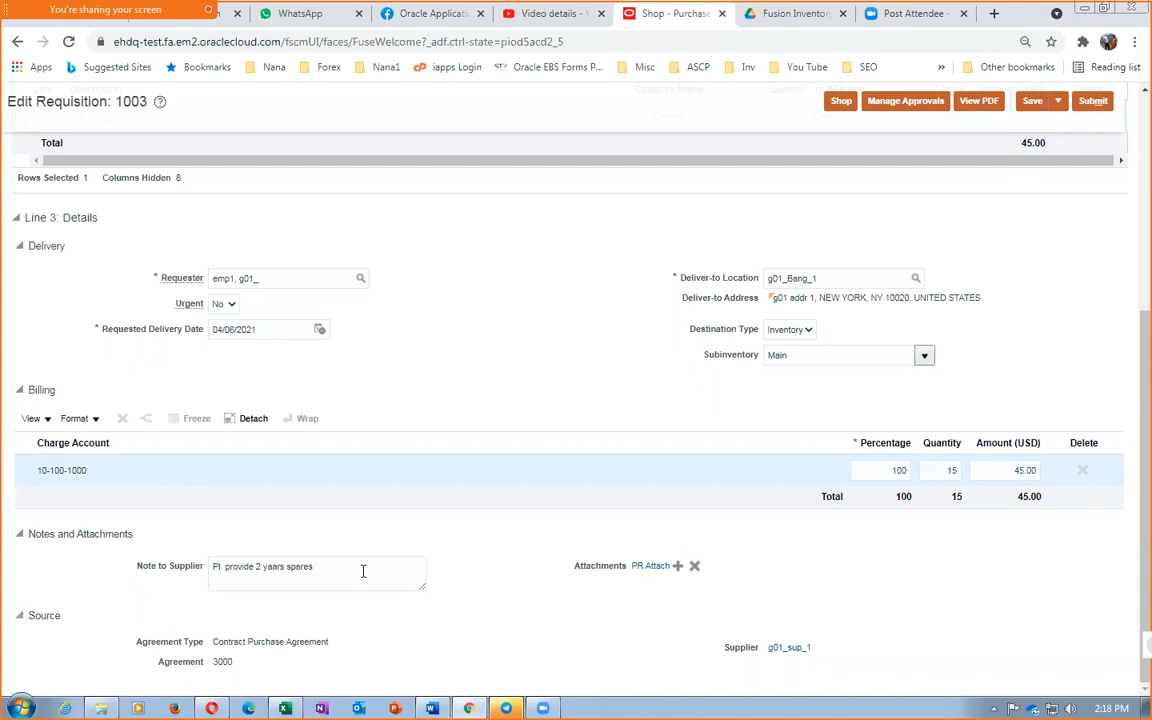 You're sharing your screen
WhatsApp
Oracle Applicati
Video details - Y
Shop - Purchase
Fusion Inventory
Post Attendee -
ehdq-test.fa.em2.oraclecloud.com/fscmUI/faces/FuseWelcome?_adf.ctrl-state=piod5acd2_5
Apps Suggested Sites Bookmarks Nana Forex Nana1 iapps Login Oracle EBS Forms P... Misc ASCP Inv You Tube SEO » Other bookmarks Reading list
Edit Requisition: 1003
Shop Manage Approvals View PDF Save Submit
Total 45.00
Rows Selected 1 Columns Hidden 8
Line 3: Details
Delivery
* Requester emp1, g01_
Urgent No
* Requested Delivery Date 04/06/2021
* Deliver-to Location g01_Bang_1
Deliver-to Address g01 addr 1, NEW YORK, NY 10020, UNITED STATES
Destination Type Inventory
Subinventory Main
Billing
View Format Freeze Detach Wrap
Charge Account * Percentage Quantity Amount (USD) Delete
10-100-1000 100 15 45.00
Total 100 15 45.00
Notes and Attachments
Note to Supplier Pl. provide 2 yaars spares
Attachments PR Attach
Source
Agreement Type Contract Purchase Agreement
Agreement 3000
Supplier g01_sup_1
2:18 PM